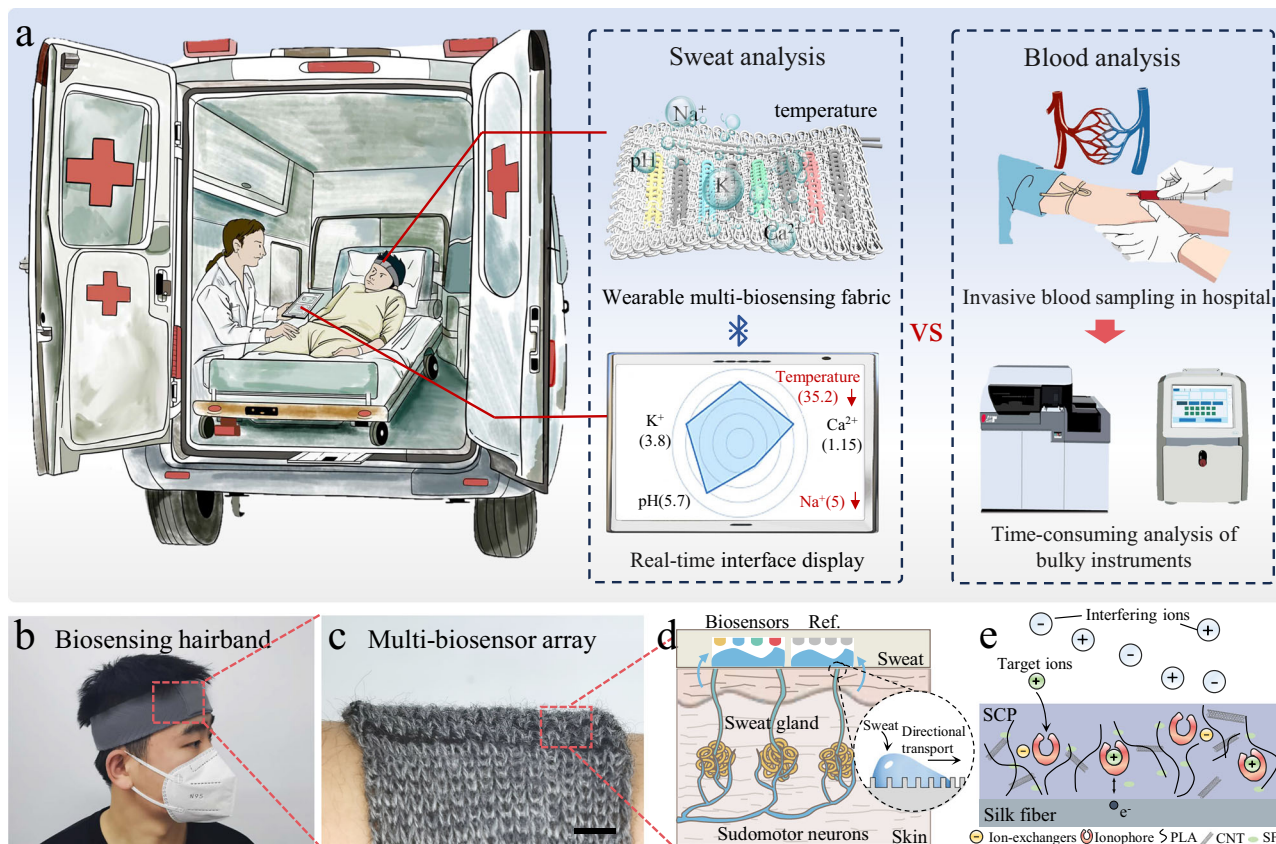 a
Sweat analysis
Na⁺
temperature
pH
K
Ca²⁺
Wearable multi-biosensing fabric
Temperature
(35.2)
K⁺
(3.8)
Ca²⁺
(1.15)
pH(5.7)
Na⁺(5)
Real-time interface display
VS
Blood analysis
Invasive blood sampling in hospital
Time-consuming analysis of
bulky instruments
b
Biosensing hairband
N95
c
Multi-biosensor array
d
Biosensors
Ref.
Sweat
Sweat gland
Sweat
Directional
transport
Sudomotor neurons
Skin
e
Interfering ions
Target ions
SCP
e⁻
Silk fiber
Ion-exchangers
Ionophore
PLA
CNT